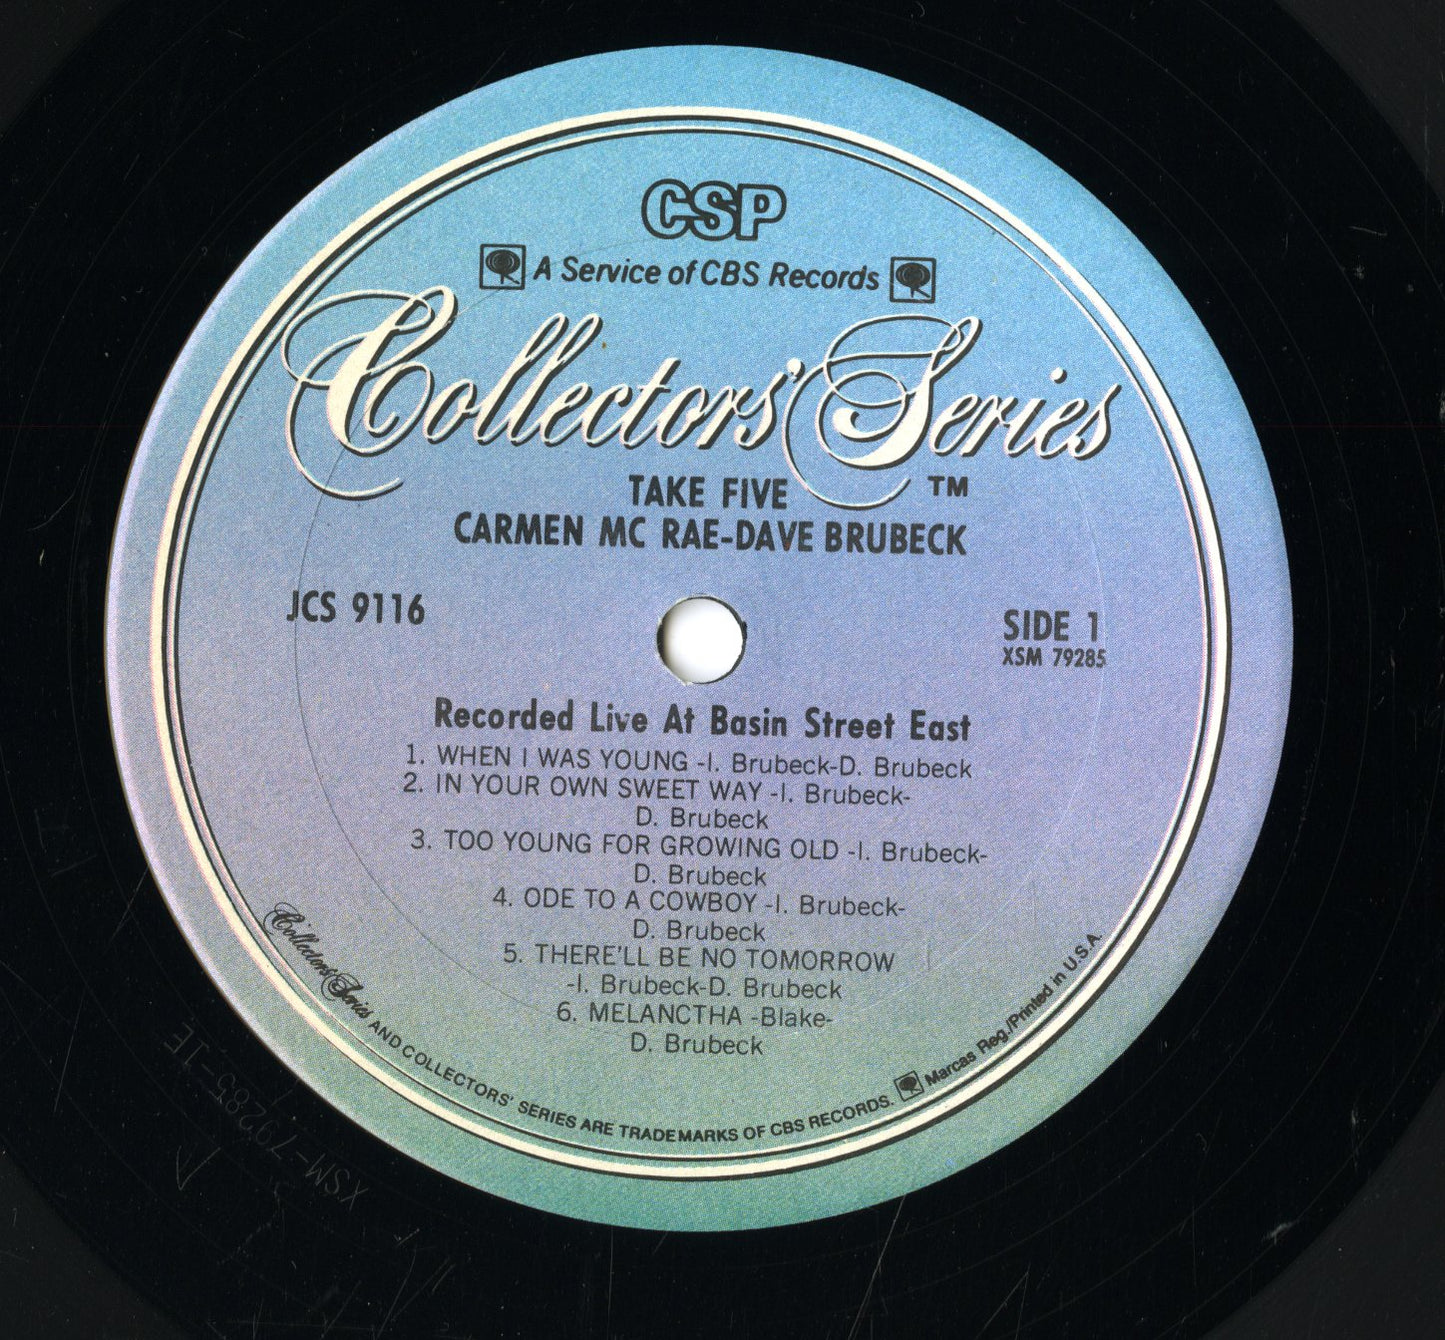 CSP
A Service of CBS Records
Collectors' Series
TM
TAKE FIVE
CARMEN MC RAE-DAVE BRUBECK
JCS 9116
SIDE 1
XSM 79285
Recorded Live At Basin Street East
1. WHEN I WAS YOUNG -I. Brubeck-D. Brubeck
2. IN YOUR OWN SWEET WAY -I. Brubeck-
D. Brubeck
3. TOO YOUNG FOR GROWING OLD -I. Brubeck-
D. Brubeck
4. ODE TO A COWBOY -I. Brubeck-
D. Brubeck
5. THERE'LL BE NO TOMORROW
-I. Brubeck-D. Brubeck
6. MELANCTHA -Blake-
D. Brubeck
Collectors' Series AND COLLECTORS' SERIES ARE TRADEMARKS OF CBS RECORDS. Marcas Reg./Printed in U.S.A.
XSM-79285-1E